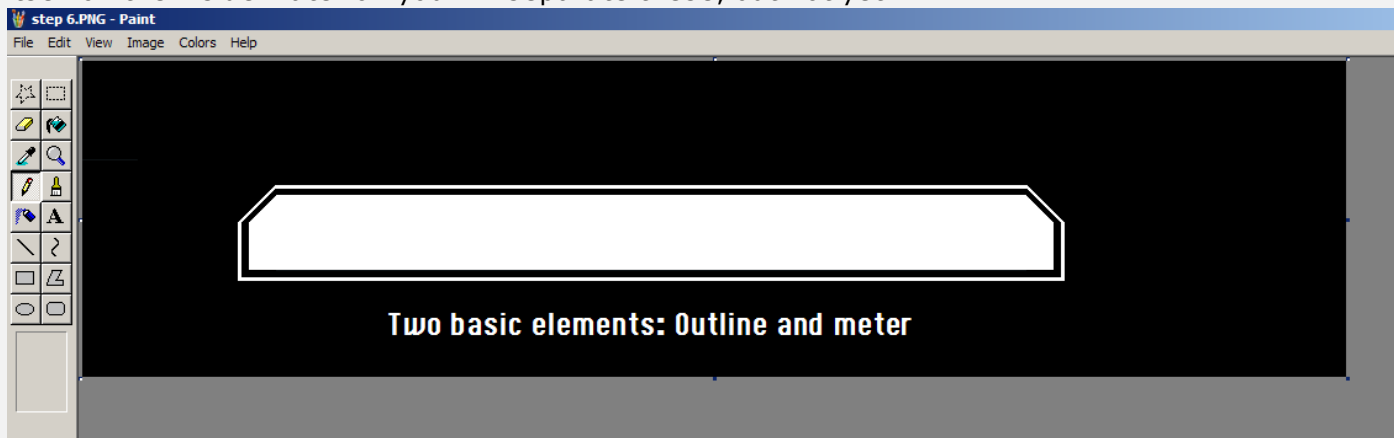 step 6.PNG - Paint
File Edit View Image Colors Help
A
Two basic elements: Outline and meter